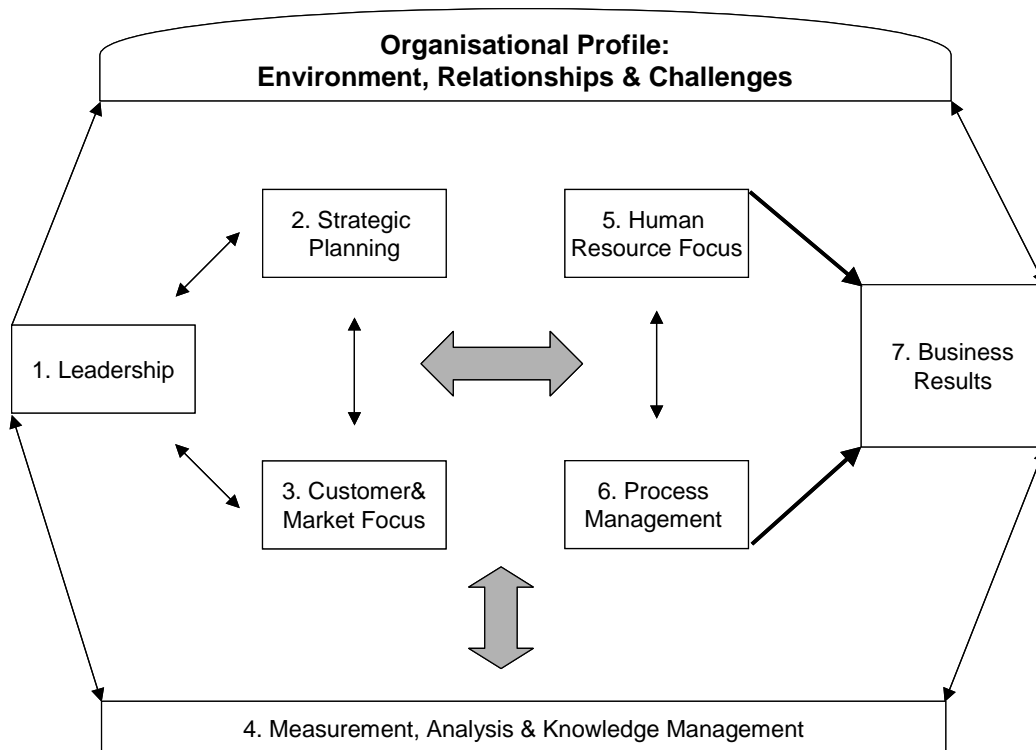 Organisational Profile:
Environment, Relationships & Challenges
2. Strategic
Planning
5. Human
Resource Focus
1. Leadership
7. Business
Results
3. Customer&
Market Focus
6. Process
Management
4. Measurement, Analysis & Knowledge Management